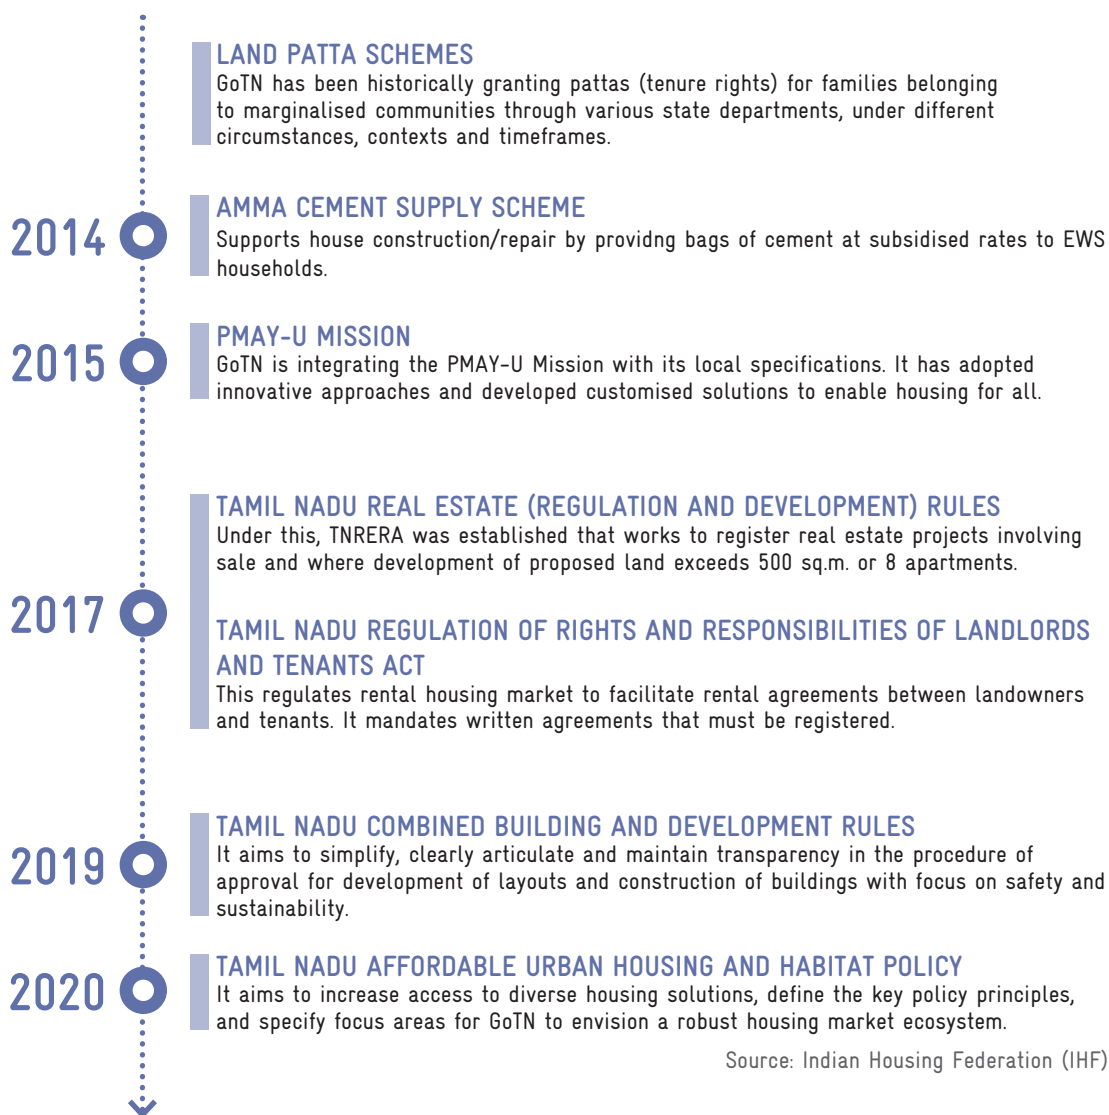 LAND PATTA SCHEMES
GoTN has been historically granting pattas (tenure rights) for families belonging
to marginalised communities through various state departments, under different
circumstances, contexts and timeframes.
2014
AMMA CEMENT SUPPLY SCHEME
Supports house construction/repair by providng bags of cement at subsidised rates to EWS
households.
2015
PMAY-U MISSION
GoTN is integrating the PMAY-U Mission with its local specifications. It has adopted
innovative approaches and developed customised solutions to enable housing for all.
2017
TAMIL NADU REAL ESTATE (REGULATION AND DEVELOPMENT) RULES
Under this, TNRERA was established that works to register real estate projects involving
sale and where development of proposed land exceeds 500 sq.m. or 8 apartments.
TAMIL NADU REGULATION OF RIGHTS AND RESPONSIBILITIES OF LANDLORDS
AND TENANTS ACT
This regulates rental housing market to facilitate rental agreements between landowners
and tenants. It mandates written agreements that must be registered.
2019
TAMIL NADU COMBINED BUILDING AND DEVELOPMENT RULES
It aims to simplify, clearly articulate and maintain transparency in the procedure of
approval for development of layouts and construction of buildings with focus on safety and
sustainability.
2020
TAMIL NADU AFFORDABLE URBAN HOUSING AND HABITAT POLICY
It aims to increase access to diverse housing solutions, define the key policy principles,
and specify focus areas for GoTN to envision a robust housing market ecosystem.
Source: Indian Housing Federation (IHF)